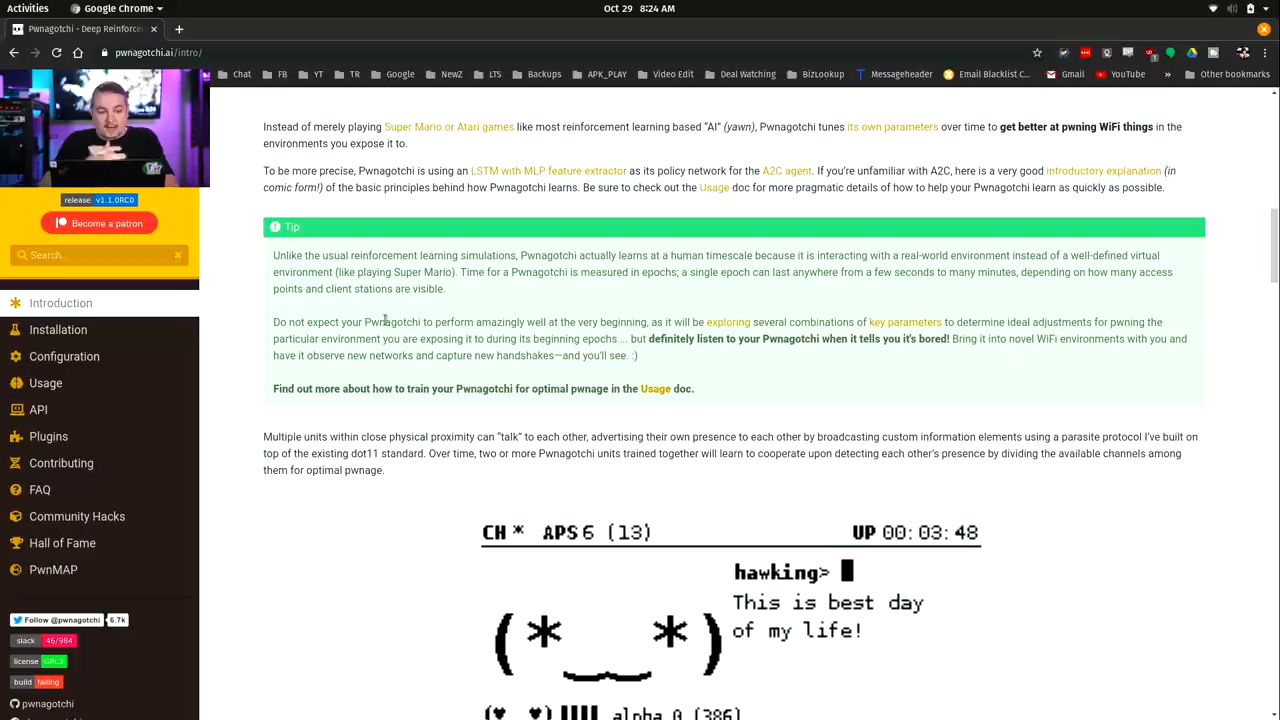 Activities Google Chrome Oct 29 8:24 AM
Pwnagotchi - Deep Reinforce
pwnagotchi.ai/intro/
Chat FB YT TR Google New2 LTS Backups APK_PLAY Video Edit Deal Watching BizLookup Messageheader Email Blacklist C... Gmail YouTube » Other bookmarks
Instead of merely playing Super Mario or Atari games like most reinforcement learning based “AI” (yawn), Pwnagotchi tunes its own parameters over time to get better at pwning WiFi things in the
environments you expose it to.
To be more precise, Pwnagotchi is using an LSTM with MLP feature extractor as its policy network for the A2C agent. If you’re unfamiliar with A2C, here is a very good introductory explanation (in
comic form!) of the basic principles behind how Pwnagotchi learns. Be sure to check out the Usage doc for more pragmatic details of how to help your Pwnagotchi learn as quickly as possible.
release v1.1.0RC0
Become a patron
Search...
Introduction
Installation
Configuration
Usage
API
Plugins
Contributing
FAQ
Community Hacks
Hall of Fame
PwnMAP
Follow @pwnagotchi 6.7k
slack 46/984
license GPL3
build failing
pwnagotchi
Tip
Unlike the usual reinforcement learning simulations, Pwnagotchi actually learns at a human timescale because it is interacting with a real-world environment instead of a well-defined virtual
environment (like playing Super Mario). Time for a Pwnagotchi is measured in epochs; a single epoch can last anywhere from a few seconds to many minutes, depending on how many access
points and client stations are visible.
Do not expect your Pwnagotchi to perform amazingly well at the very beginning, as it will be exploring several combinations of key parameters to determine ideal adjustments for pwning the
particular environment you are exposing it to during its beginning epochs ... but definitely listen to your Pwnagotchi when it tells you it's bored! Bring it into novel WiFi environments with you and
have it observe new networks and capture new handshakes—and you'll see. :)
Find out more about how to train your Pwnagotchi for optimal pwnage in the Usage doc.
Multiple units within close physical proximity can “talk” to each other, advertising their own presence to each other by broadcasting custom information elements using a parasite protocol I’ve built on
top of the existing dot11 standard. Over time, two or more Pwnagotchi units trained together will learn to cooperate upon detecting each other’s presence by dividing the available channels among
them for optimal pwnage.
CH * APS 6 (13) UP 00:03:48
hawking>
This is best day
of my life!
(*‿‿*)
(♥‿‿♥) alpha 0 (386)